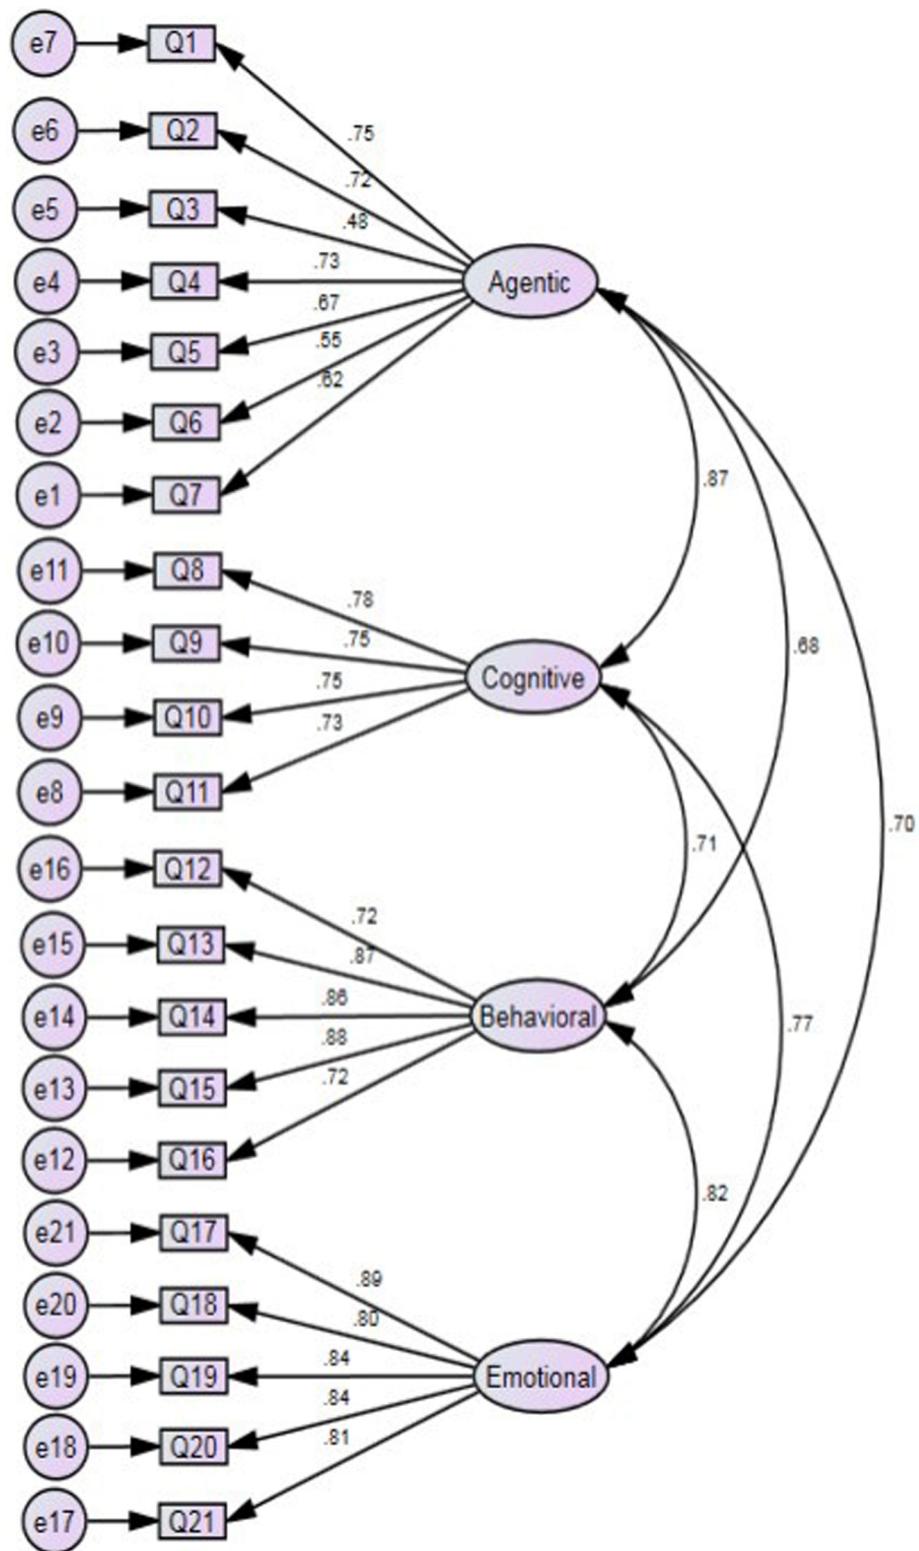 e7 Q1
.75
e6 Q2
.72
e5 Q3
.48
.73
e4 Q4 Agentic
.67
e3 Q5
.55
.62
e2 Q6
.87
e1 Q7
e11 Q8
.78
.75
e10 Q9
.68
.75
Cognitive
e9 Q10
.73
e8 Q11
.70
.71
e16 Q12
.72
e15 Q13
.87
.86
e14 Q14 Behavioral
.77
.88
.72
e13 Q15
e12 Q16
.82
e21 Q17
.89
e20 Q18
.80
.84
e19 Q19 Emotional
.84
.81
e18 Q20
e17 Q21